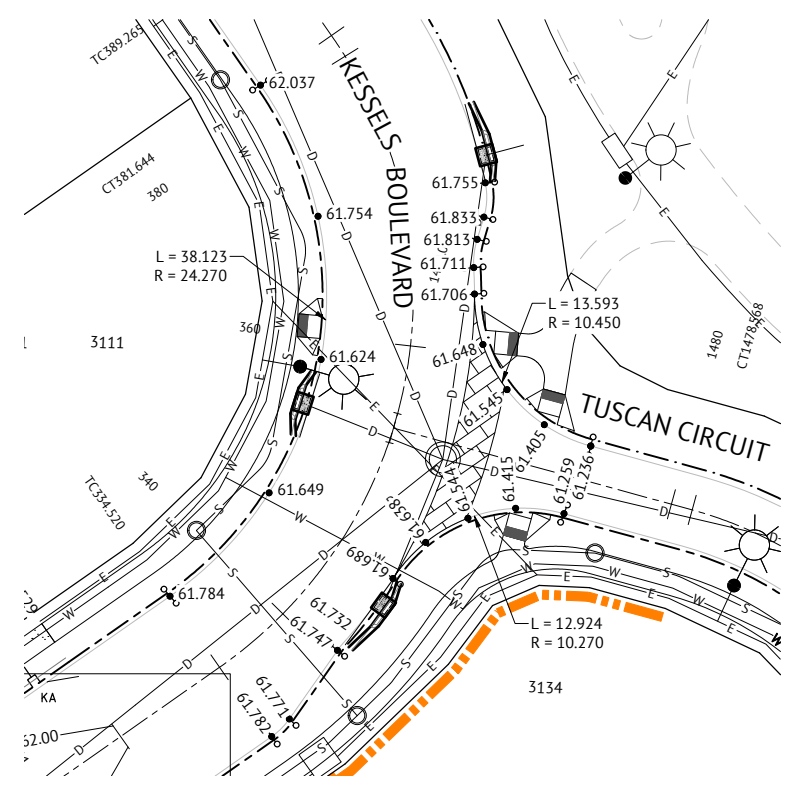 TC389.265
62.037
KESSELS BOULEVARD
CT381.644
380
61.755
61.754
61.833
61.813
61.711
61.706
L = 38.123
R = 24.270
L = 13.593
R = 10.450
3111
360
61.624
61.648
1480
CT1478.568
61.545
TUSCAN CIRCUIT
61.405
61.415
61.259
61.236
340
TC334.520
61.649
61.544
61.638
61.689
61.784
61.732
61.747
L = 12.924
R = 10.270
3134
KA
61.771
61.782
62.00